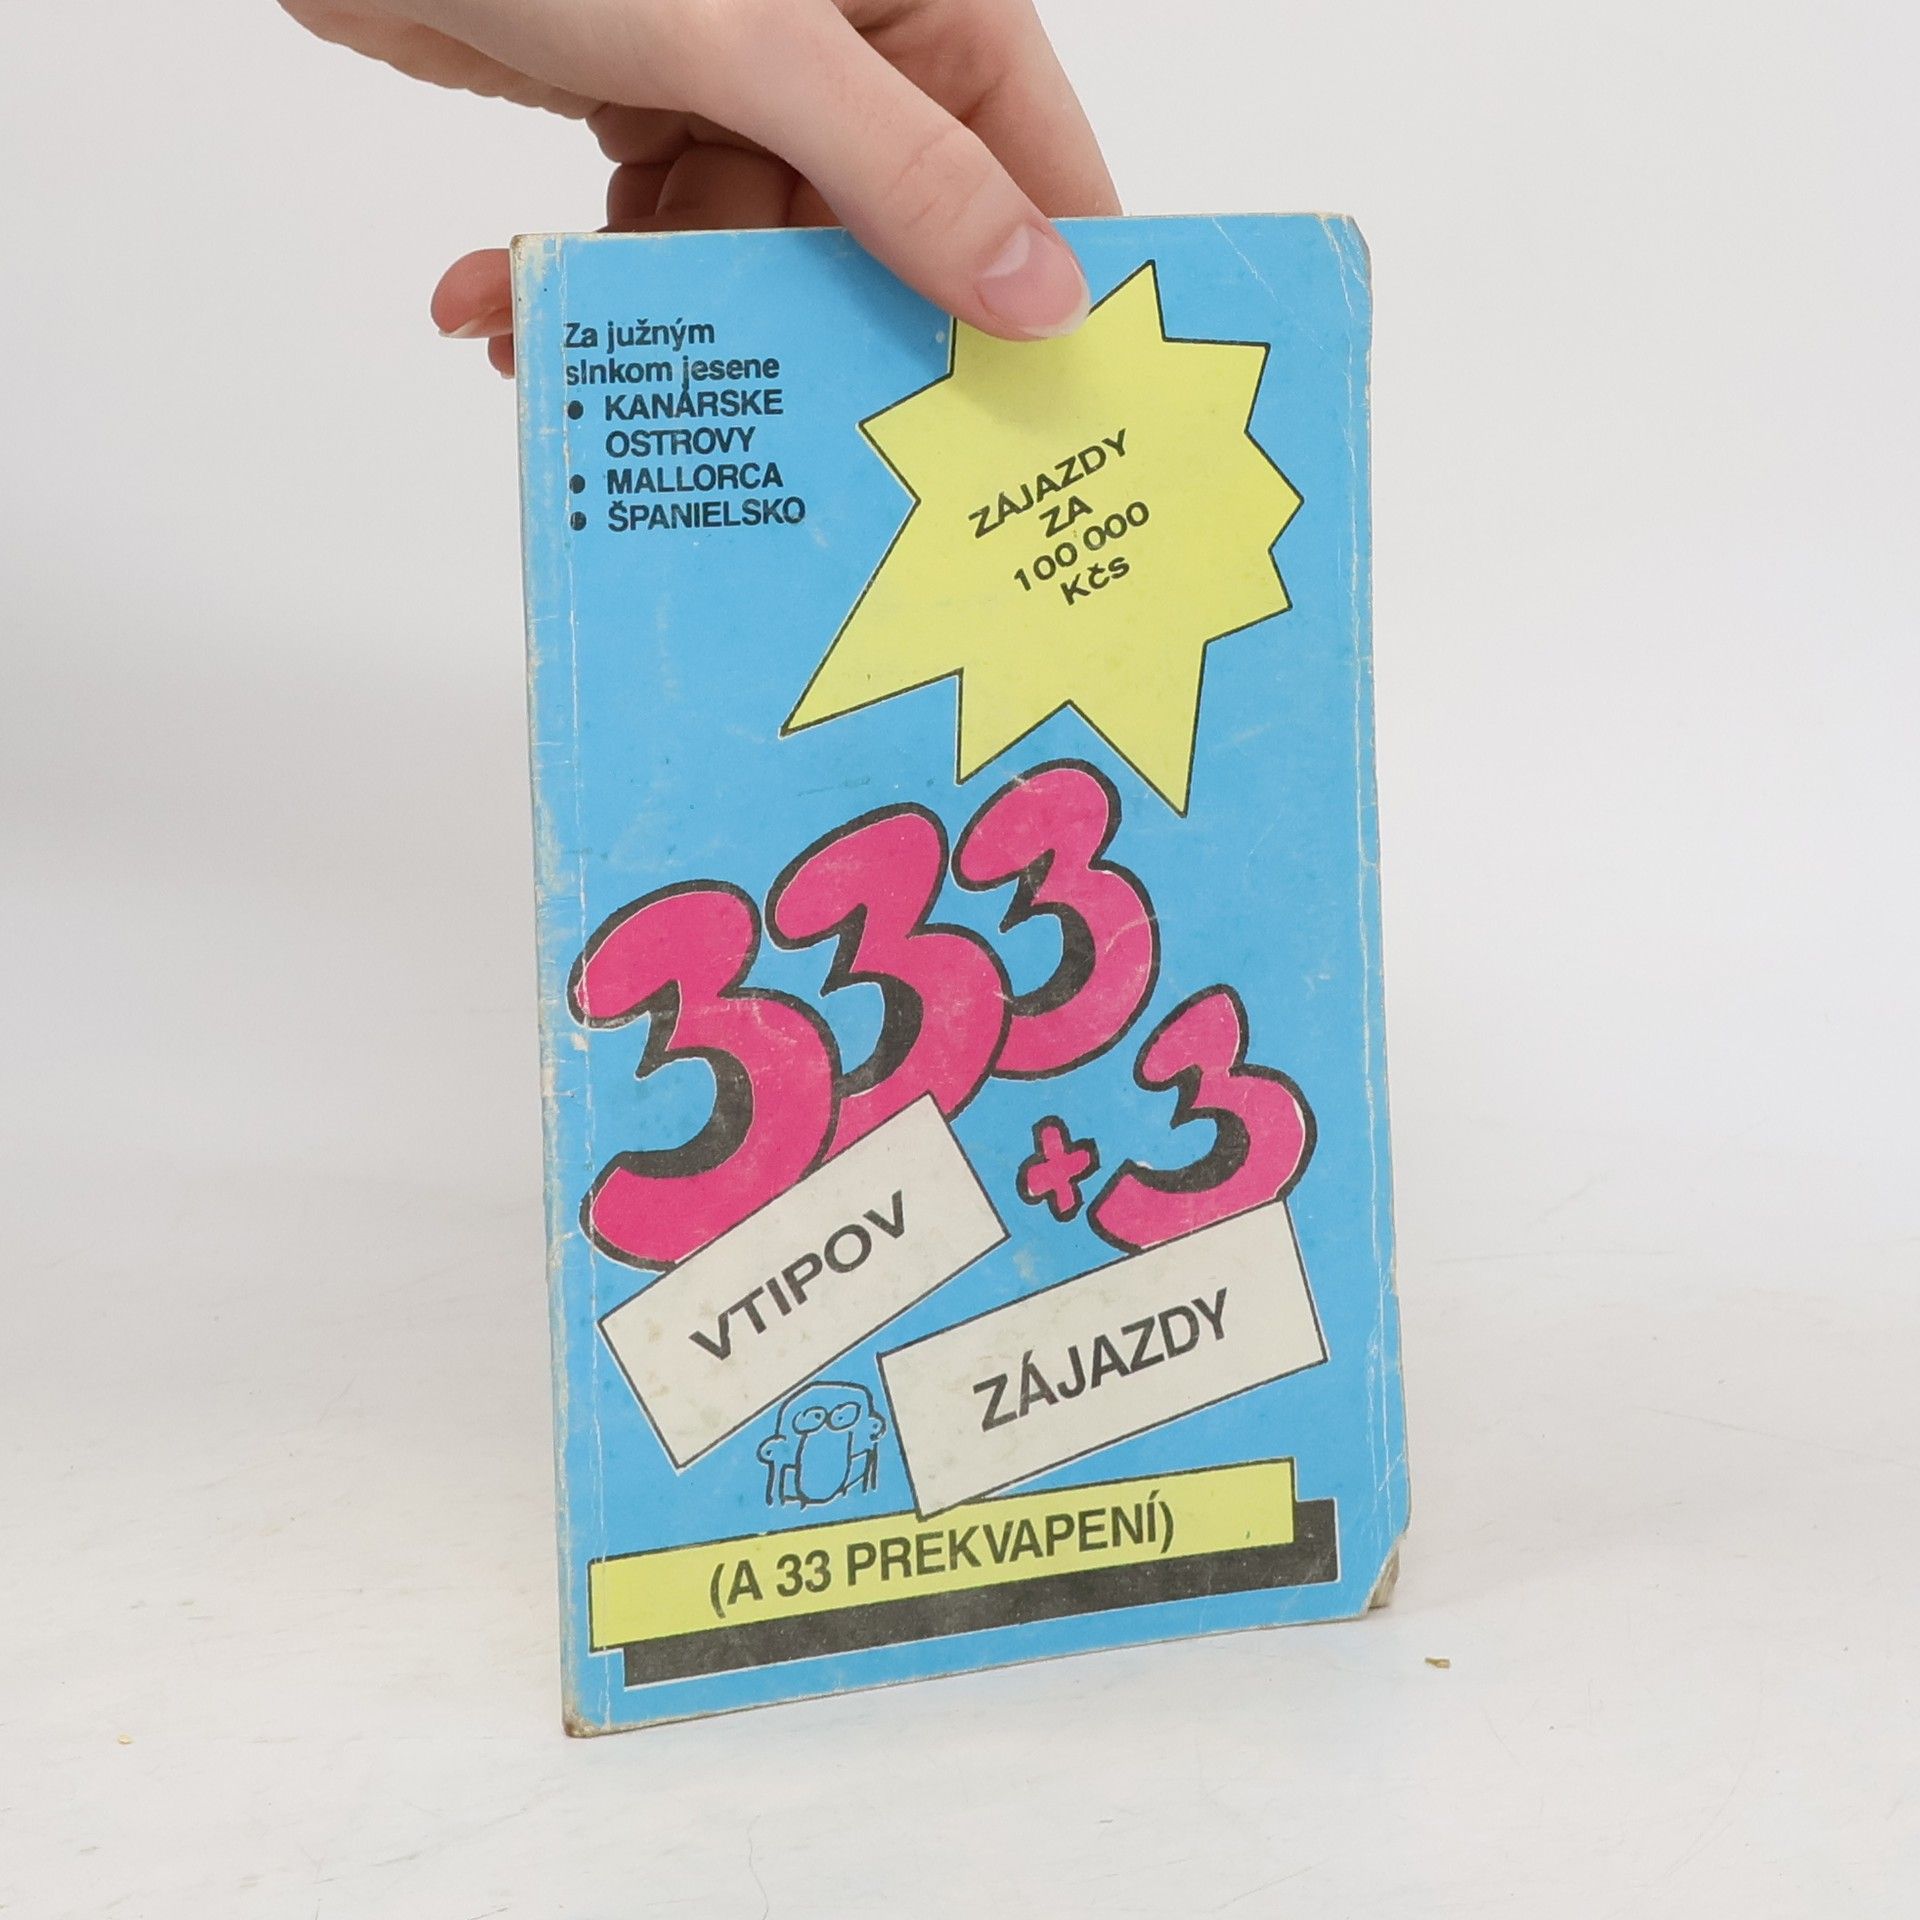 Za južným
slnkom jesene
• KANÁRSKE
OSTROVY
• MALLORCA
• ŠPANIELSKO
ZÁJAZDY
ZA
100 000
Kčs
333
+3
VTIPOV
ZÁJAZDY
(A 33 PREKVAPENÍ)